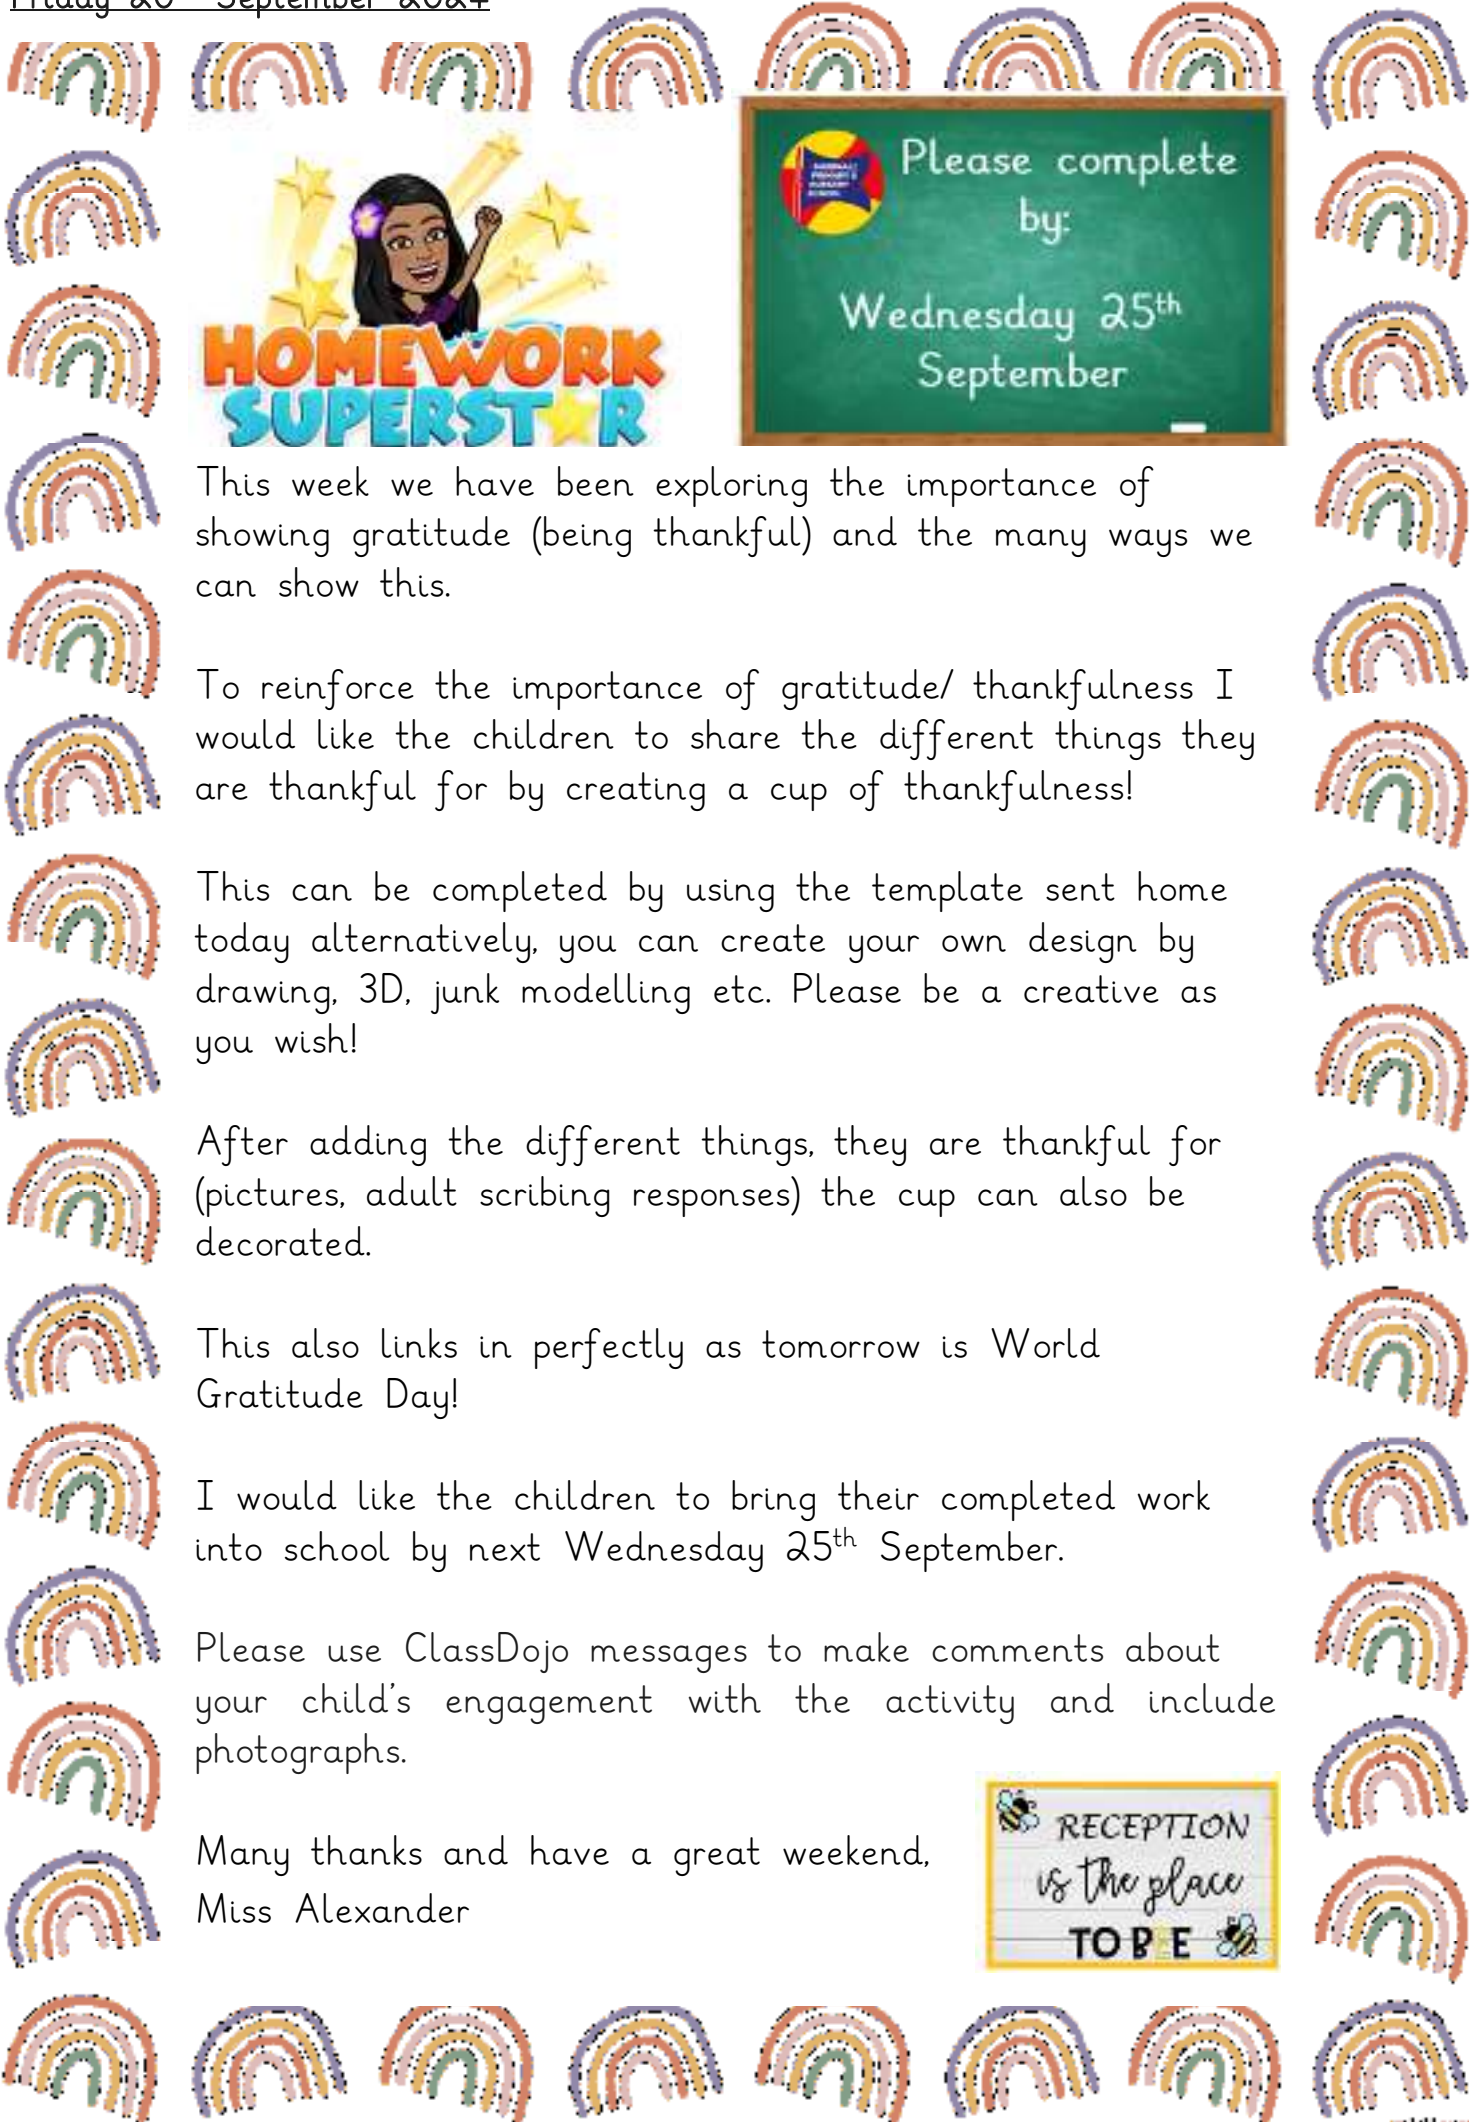 Friday 20 September 2024
Please complete
by:
Wednesday 25th
September
HOMEWORK
SUPERSTAR
This week we have been exploring the importance of
showing gratitude (being thankful) and the many ways we
can show this.
To reinforce the importance of gratitude/ thankfulness I
would like the children to share the different things they
are thankful for by creating a cup of thankfulness!
This can be completed by using the template sent home
today alternatively, you can create your own design by
drawing, 3D, junk modelling etc. Please be a creative as
you wish!
After adding the different things, they are thankful for
(pictures, adult scribing responses) the cup can also be
decorated.
This also links in perfectly as tomorrow is World
Gratitude Day!
I would like the children to bring their completed work
into school by next Wednesday 25th September.
Please use ClassDojo messages to make comments about
your child's engagement with the activity and include
photographs.
Many thanks and have a great weekend,
Miss Alexander
RECEPTION
is the place
TO BEE